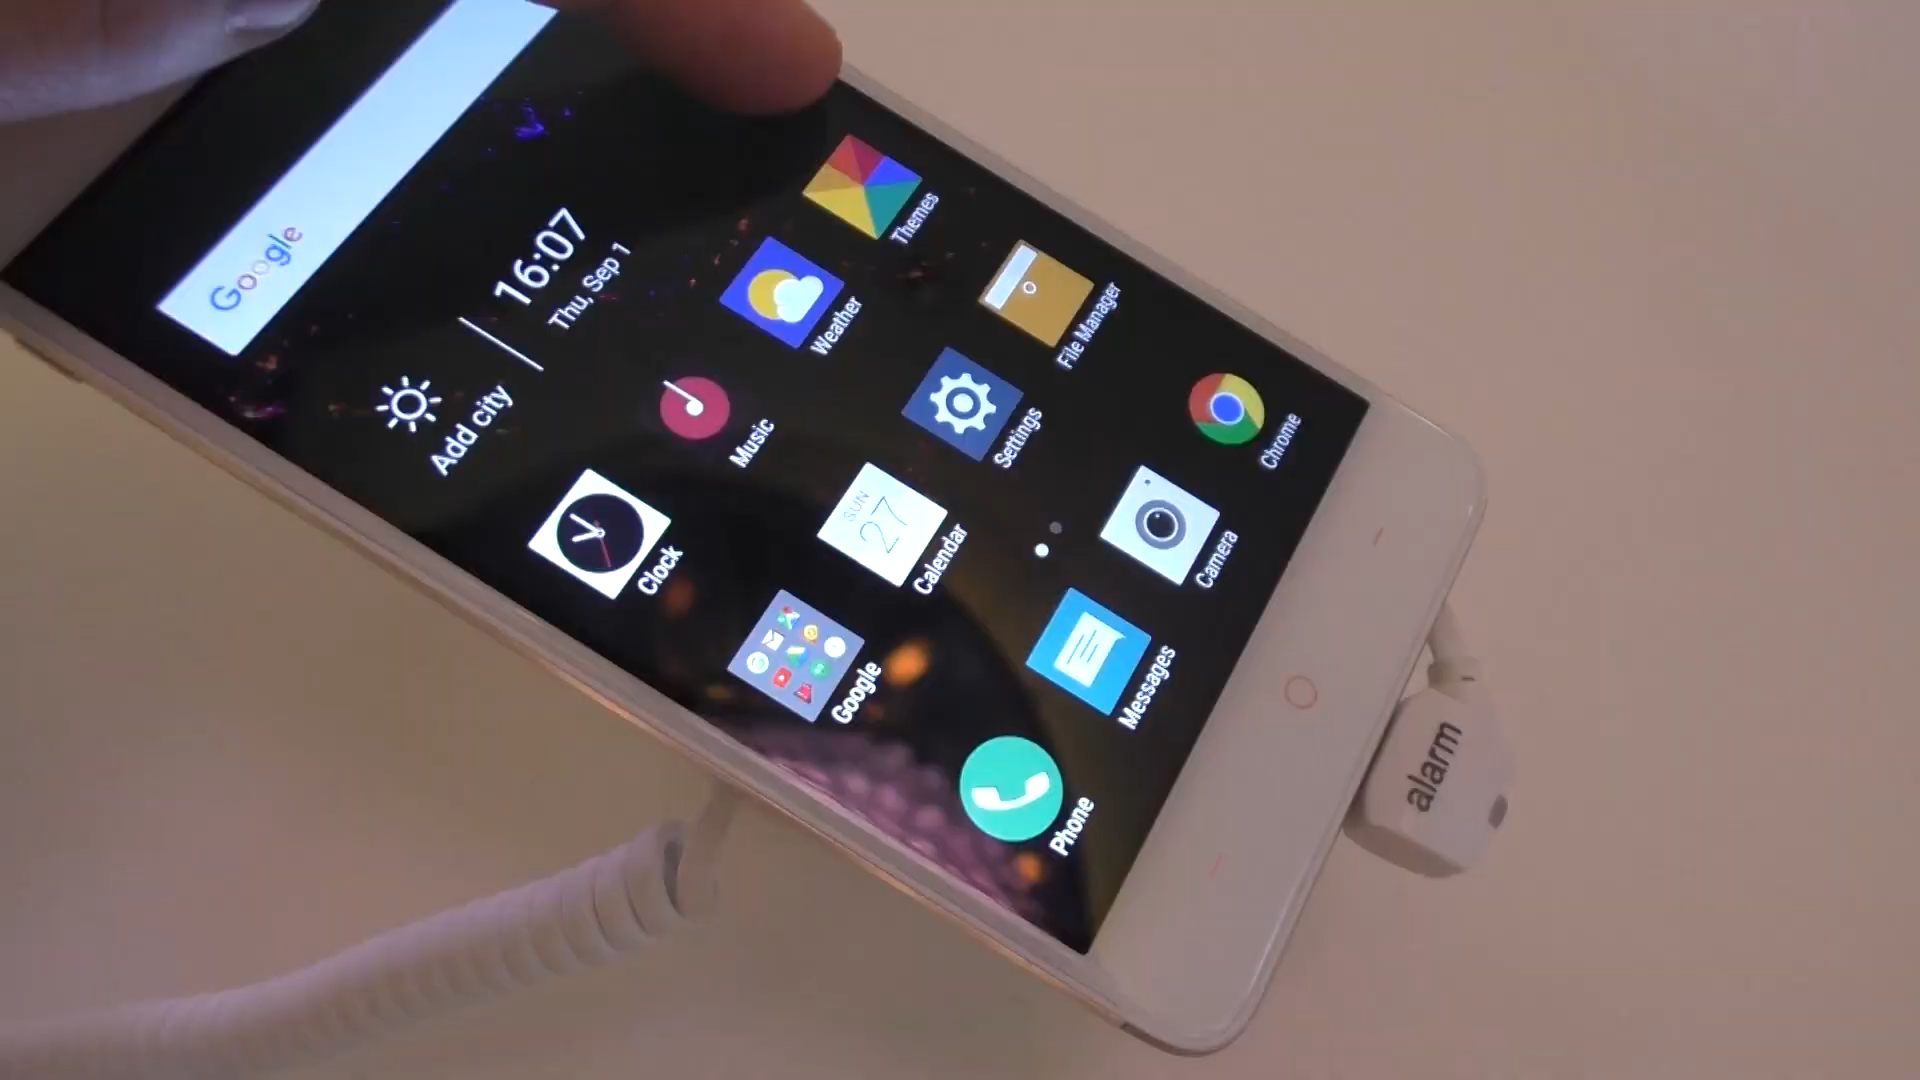 Google
16:07
Thu, Sep 1
Add city
Clock
Music
Weather
Themes
Google
Calendar
SUN
27
Settings
File Manager
Phone
Messages
Camera
Chrome
alarm